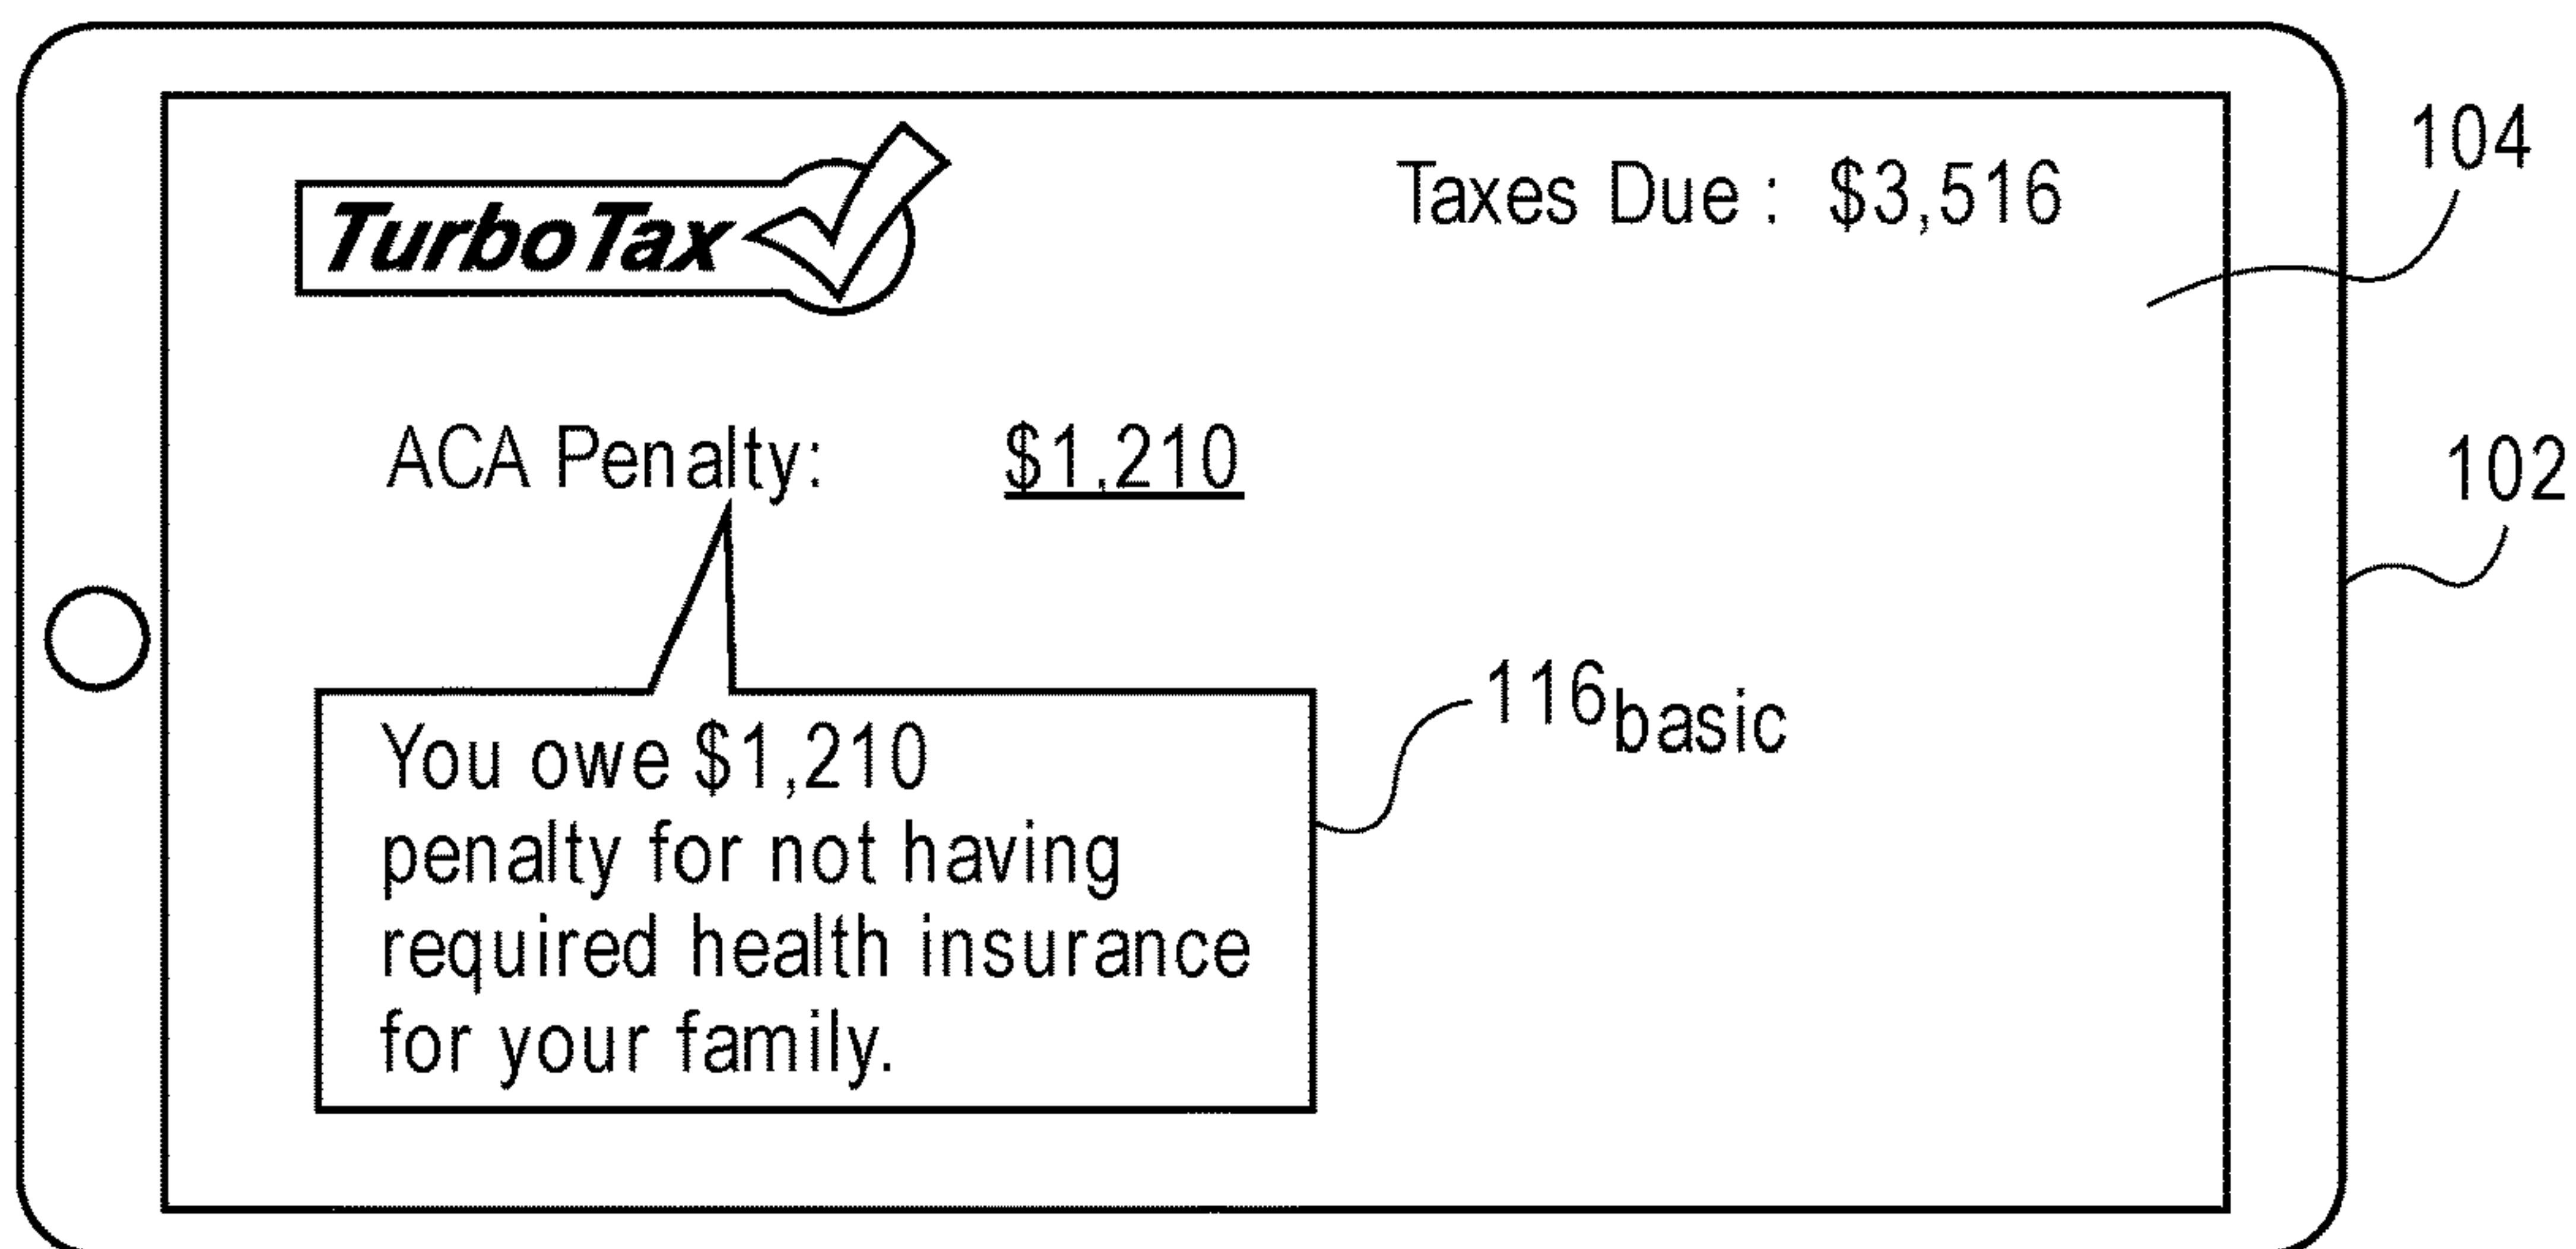 TurboTax
Taxes Due : $3,516
104
ACA Penalty: $1,210
102
116basic
You owe $1,210
penalty for not having
required health insurance
for your family.